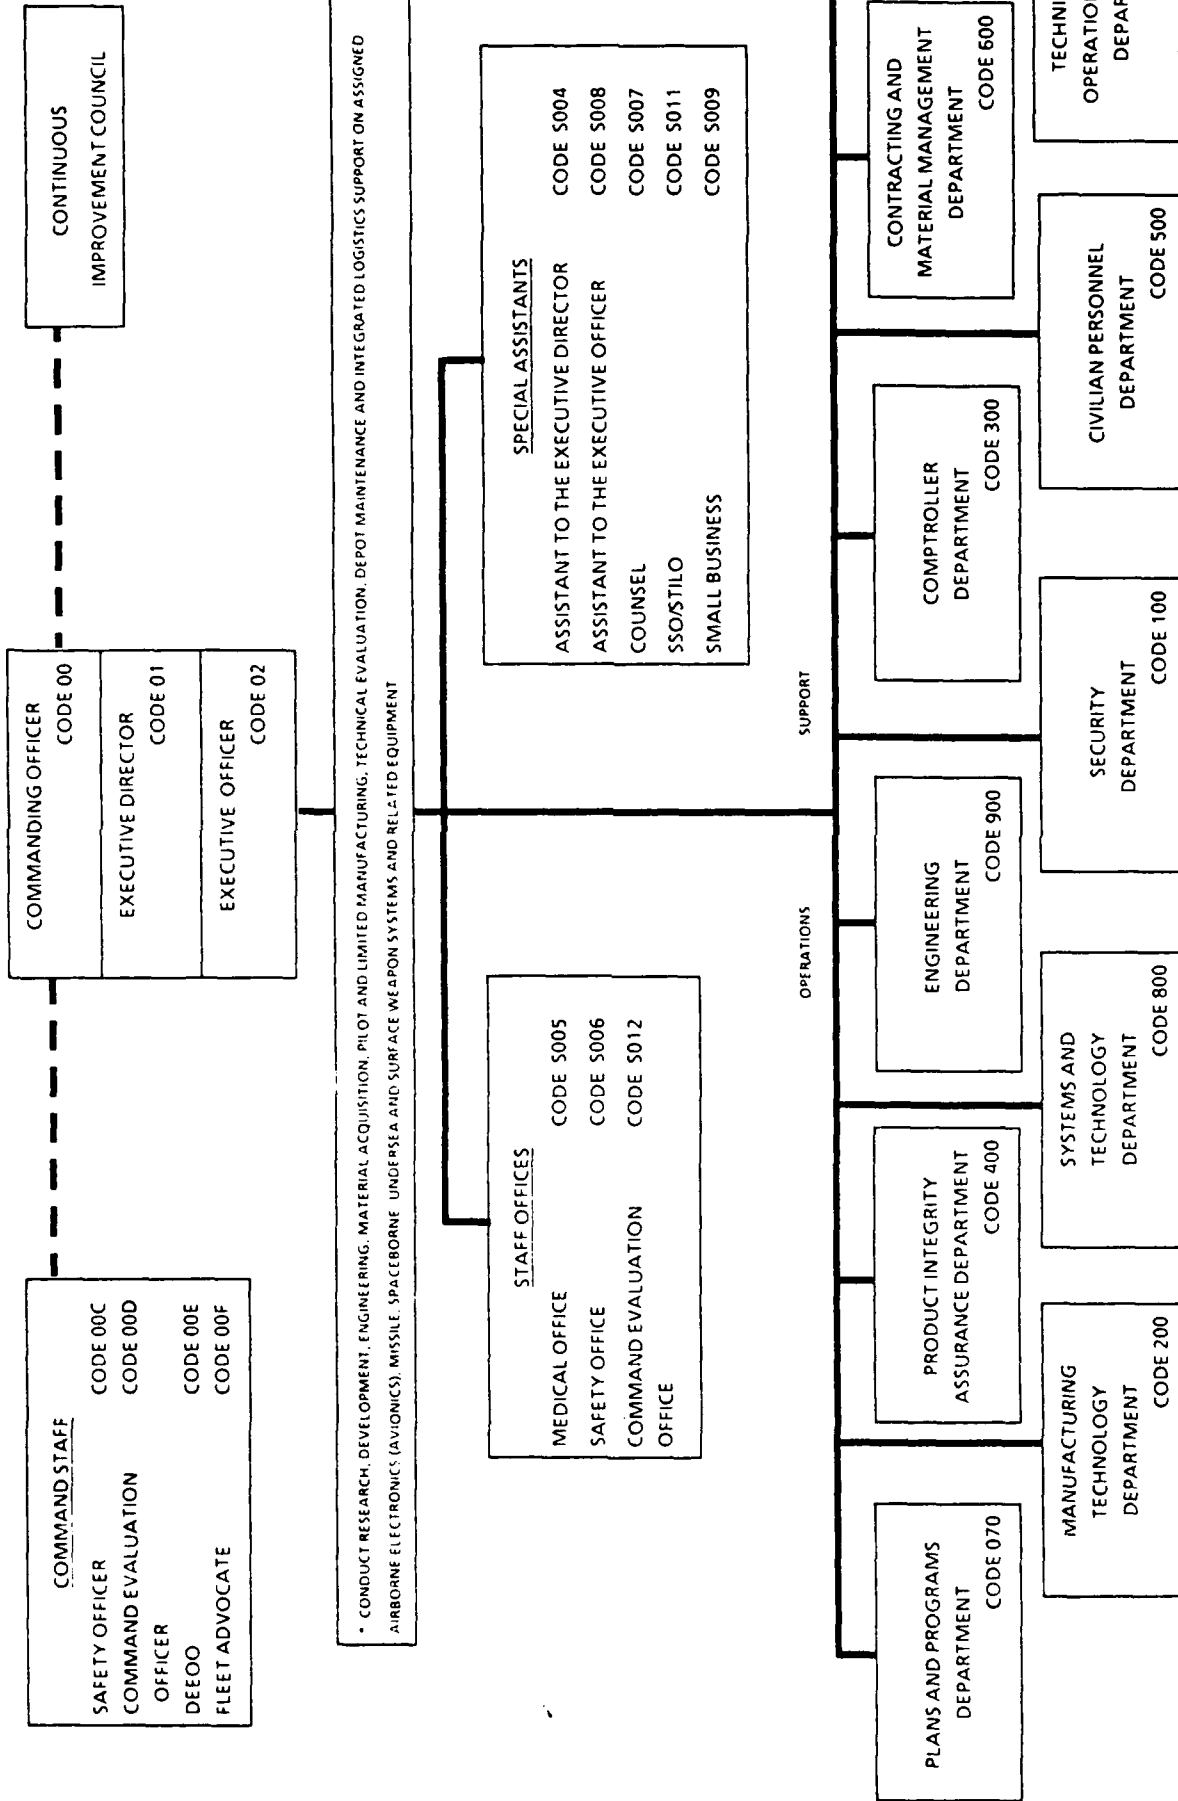 COMMAND STAFF
SAFETY OFFICER CODE 00C
COMMAND EVALUATION CODE 00D
OFFICER
DEEOO CODE 00E
FLEET ADVOCATE CODE 00F
COMMANDING OFFICER
CODE 00
EXECUTIVE DIRECTOR
CODE 01
EXECUTIVE OFFICER
CODE 02
CONTINUOUS
IMPROVEMENT COUNCIL
* CONDUCT RESEARCH, DEVELOPMENT, ENGINEERING, MATERIAL ACQUISITION, PILOT AND LIMITED MANUFACTURING, TECHNICAL EVALUATION, DEPOT MAINTENANCE AND INTEGRATED LOGISTICS SUPPORT ON ASSIGNED
AIRBORNE ELECTRONICS (AVIONICS), MISSILE, SPACEBORNE UNDERSEA AND SURFACE WEAPON SYSTEMS AND RELATED EQUIPMENT
STAFF OFFICES
MEDICAL OFFICE CODE S005
SAFETY OFFICE CODE S006
COMMAND EVALUATION CODE S012
OFFICE
SPECIAL ASSISTANTS
ASSISTANT TO THE EXECUTIVE DIRECTOR CODE S004
ASSISTANT TO THE EXECUTIVE OFFICER CODE S008
COUNSEL CODE S007
SSO/STILO CODE S011
SMALL BUSINESS CODE S009
OPERATIONS
SUPPORT
PLANS AND PROGRAMS
DEPARTMENT
CODE 070
PRODUCT INTEGRITY
ASSURANCE DEPARTMENT
CODE 400
ENGINEERING
DEPARTMENT
CODE 900
COMPTROLLER
DEPARTMENT
CODE 300
CONTRACTING AND
MATERIAL MANAGEMENT
DEPARTMENT
CODE 600
MANUFACTURING
TECHNOLOGY
DEPARTMENT
CODE 200
SYSTEMS AND
TECHNOLOGY
DEPARTMENT
CODE 800
SECURITY
DEPARTMENT
CODE 100
CIVILIAN PERSONNEL
DEPARTMENT
CODE 500
TECHNI
OPERATION
DEPAR